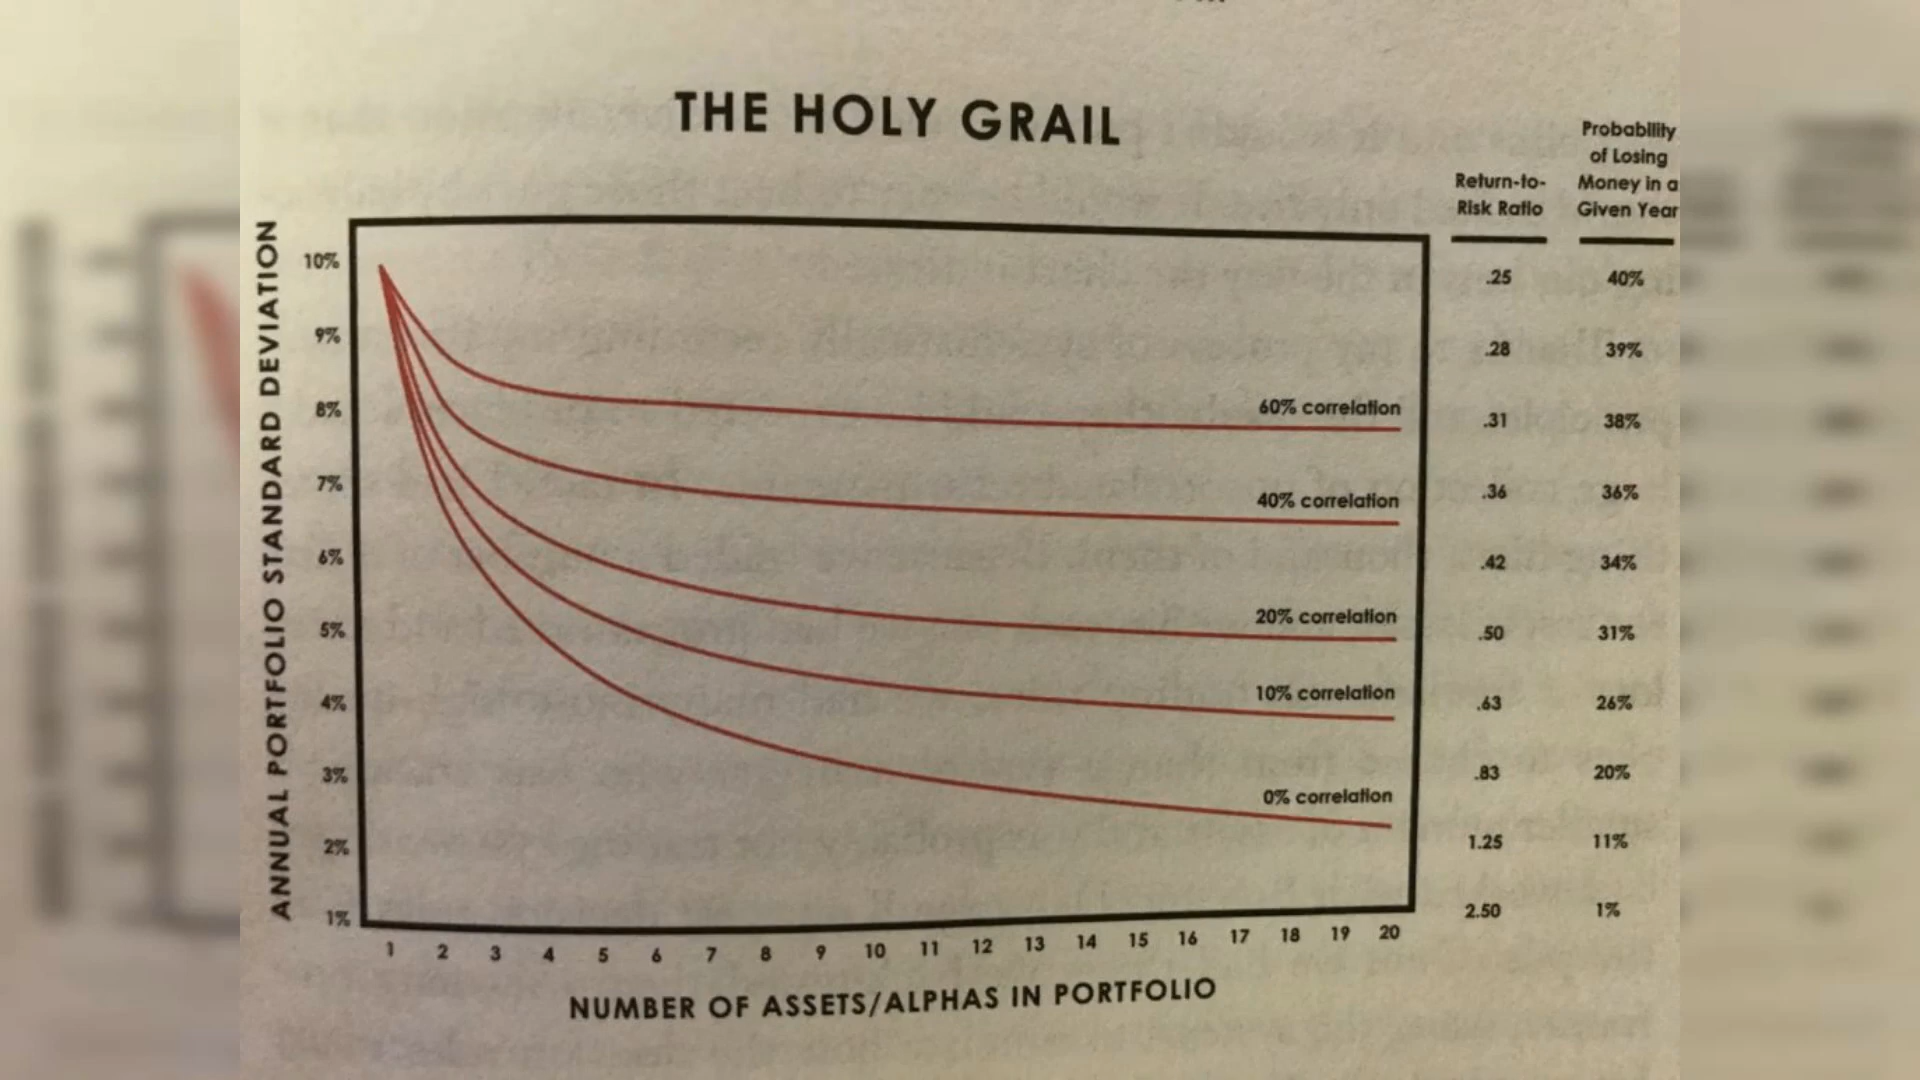 THE HOLY GRAIL
Return-to-
Risk Ratio
Probability
of Losing
Money in a
Given Year
ANNUAL PORTFOLIO STANDARD DEVIATION
10%
9%
8%
7%
6%
5%
4%
3%
2%
1%
60% correlation
40% correlation
20% correlation
10% correlation
0% correlation
.25 40%
.28 39%
.31 38%
.36 36%
.42 34%
.50 31%
.63 26%
.83 20%
1.25 11%
2.50 1%
1 2 3 4 5 6 7 8 9 10 11 12 13 14 15 16 17 18 19 20
NUMBER OF ASSETS/ALPHAS IN PORTFOLIO